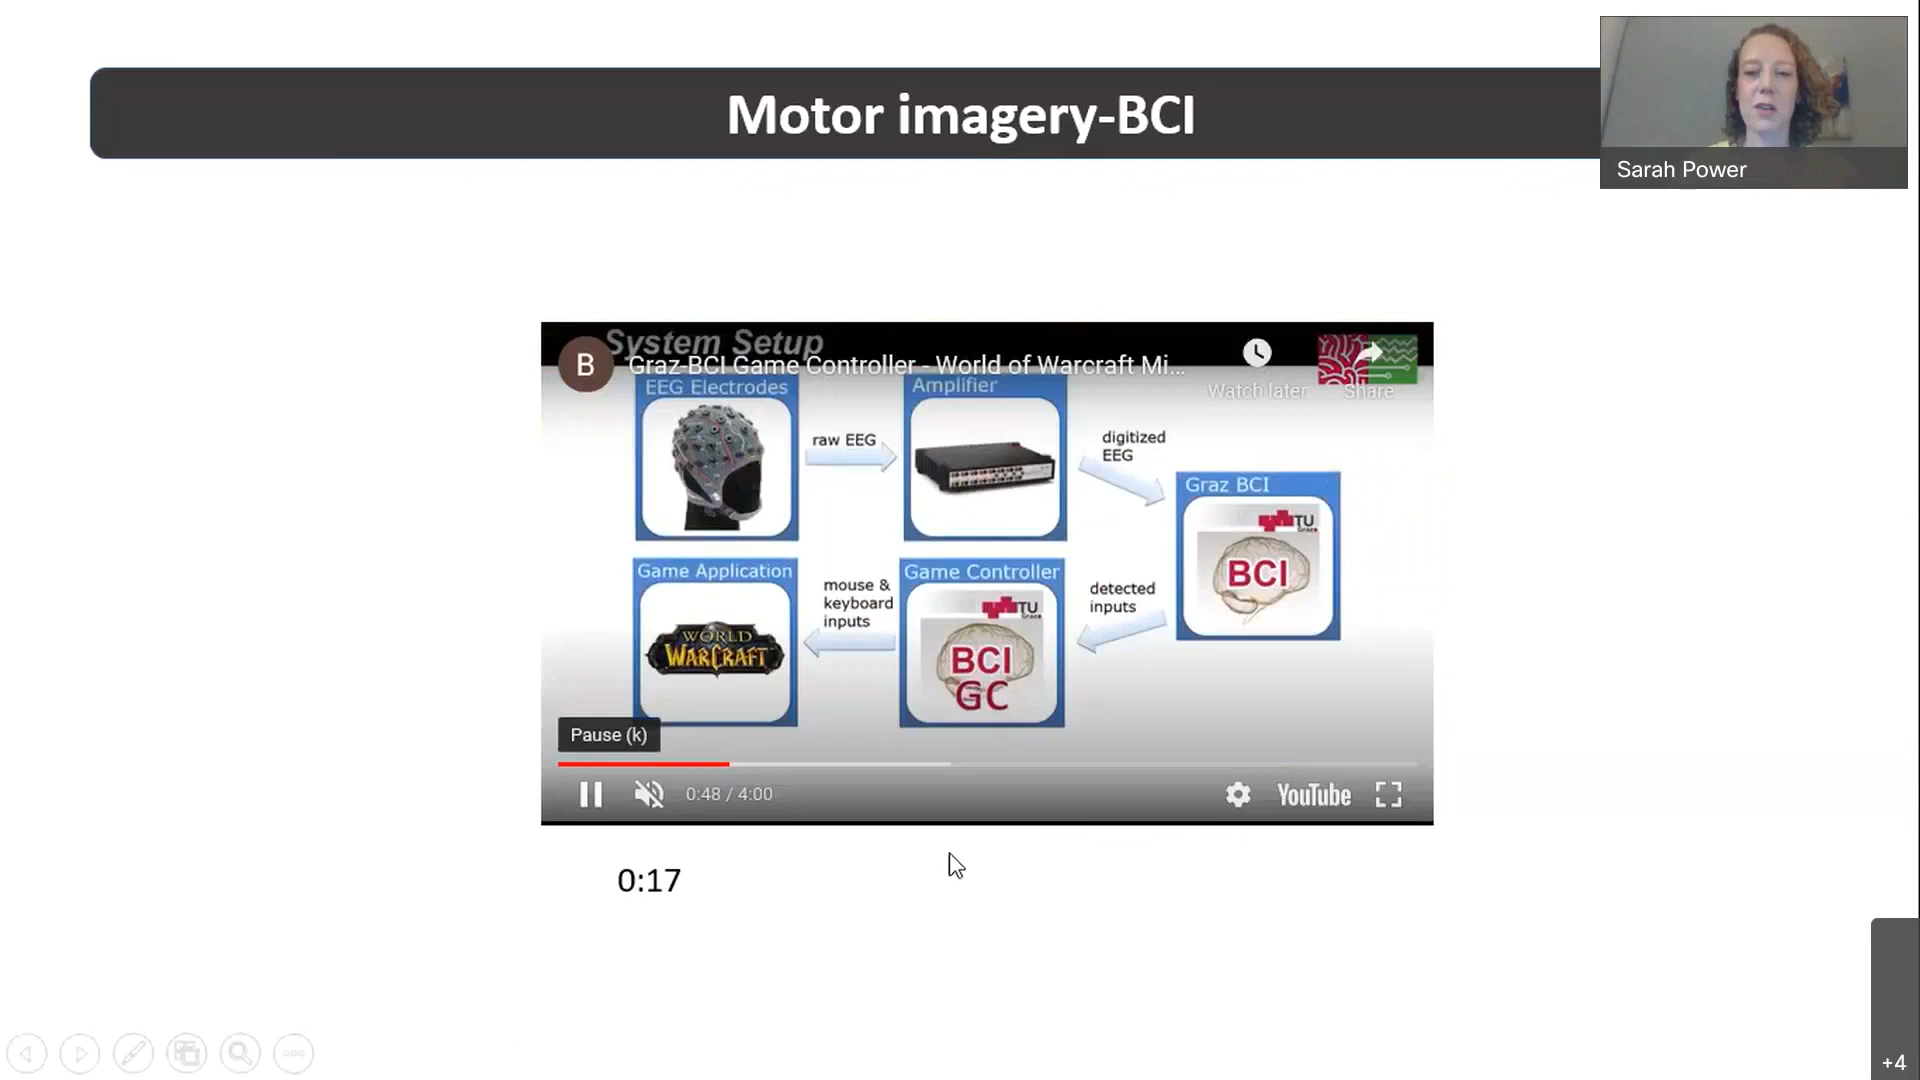 Motor imagery-BCI
Sarah Power
System Setup
B
Graz-BCI Game Controller - World of Warcraft Mi...
Watch later
Share
EEG Electrodes
raw EEG
Amplifier
digitized
EEG
Graz BCI
TU
Graz
BCI
Game Application
WORLD
WARCRAFT
mouse &
keyboard
inputs
Game Controller
TU
Graz
BCI
GC
detected
inputs
Pause (k)
0:48 / 4:00
YouTube
0:17
+4